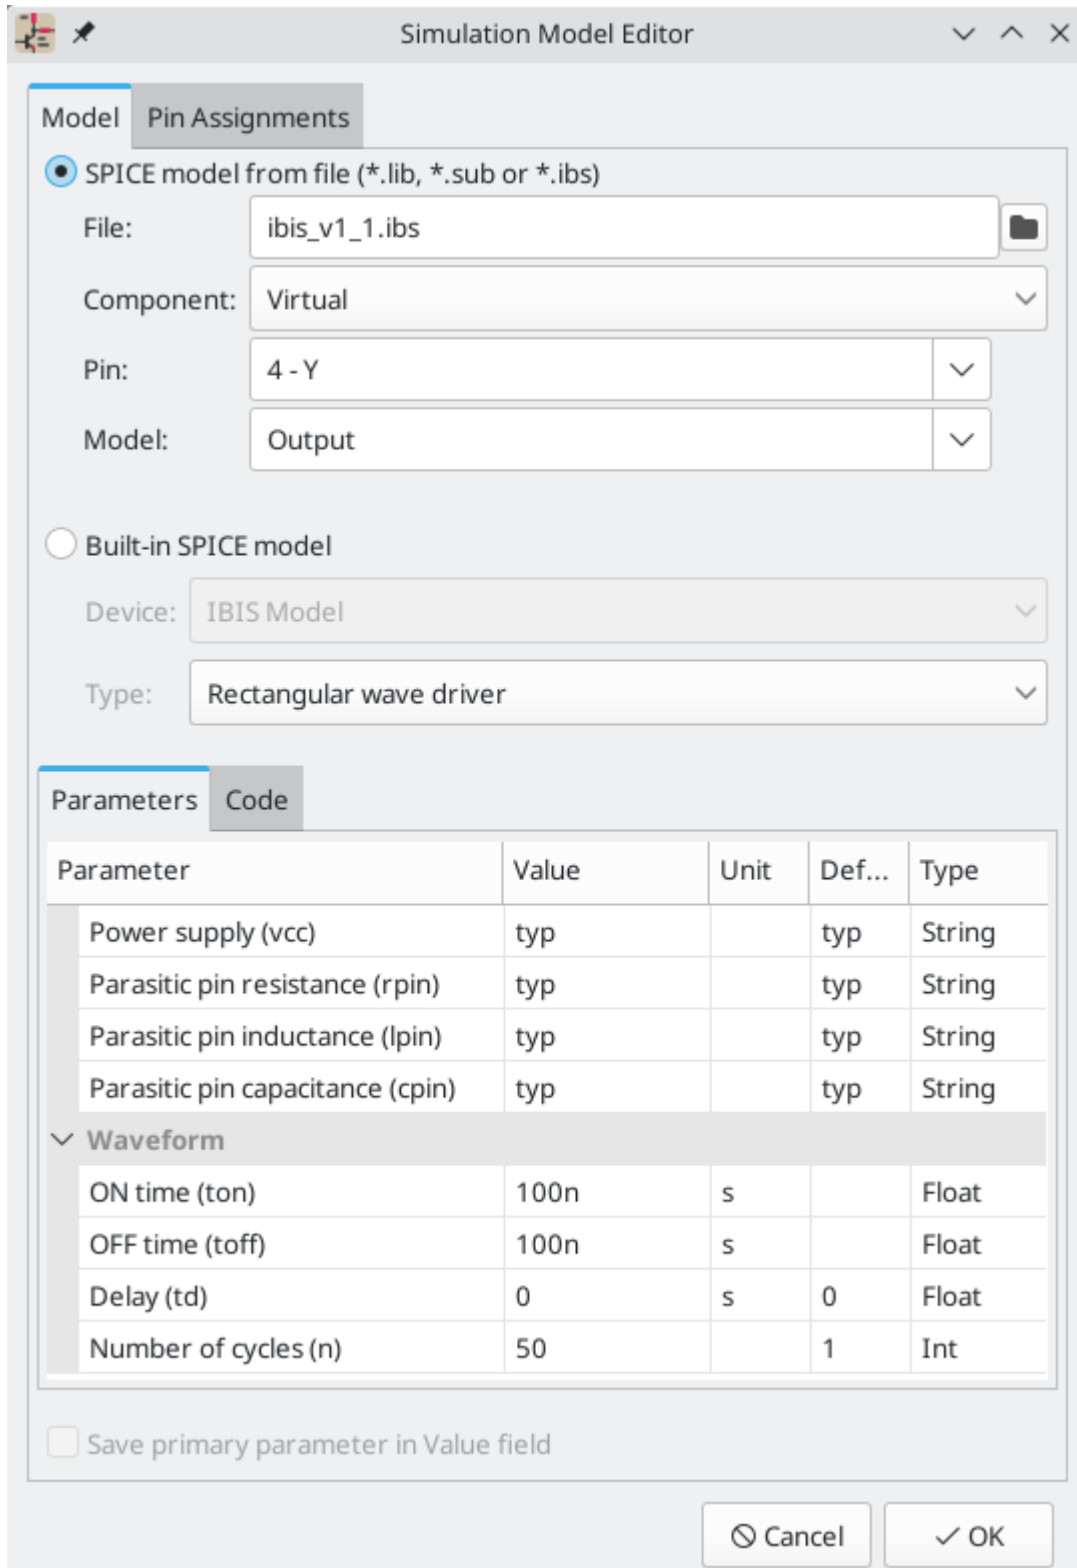 Simulation Model Editor
Model Pin Assignments
SPICE model from file (*.lib, *.sub or *.ibs)
File: ibis_v1_1.ibs
Component: Virtual
Pin: 4 - Y
Model: Output
Built-in SPICE model
Device: IBIS Model
Type: Rectangular wave driver
Parameters Code
Parameter Value Unit Def... Type
Power supply (vcc) typ typ String
Parasitic pin resistance (rpin) typ typ String
Parasitic pin inductance (lpin) typ typ String
Parasitic pin capacitance (cpin) typ typ String
Waveform
ON time (ton) 100n s Float
OFF time (toff) 100n s Float
Delay (td) 0 s 0 Float
Number of cycles (n) 50 1 Int
Save primary parameter in Value field
Cancel OK